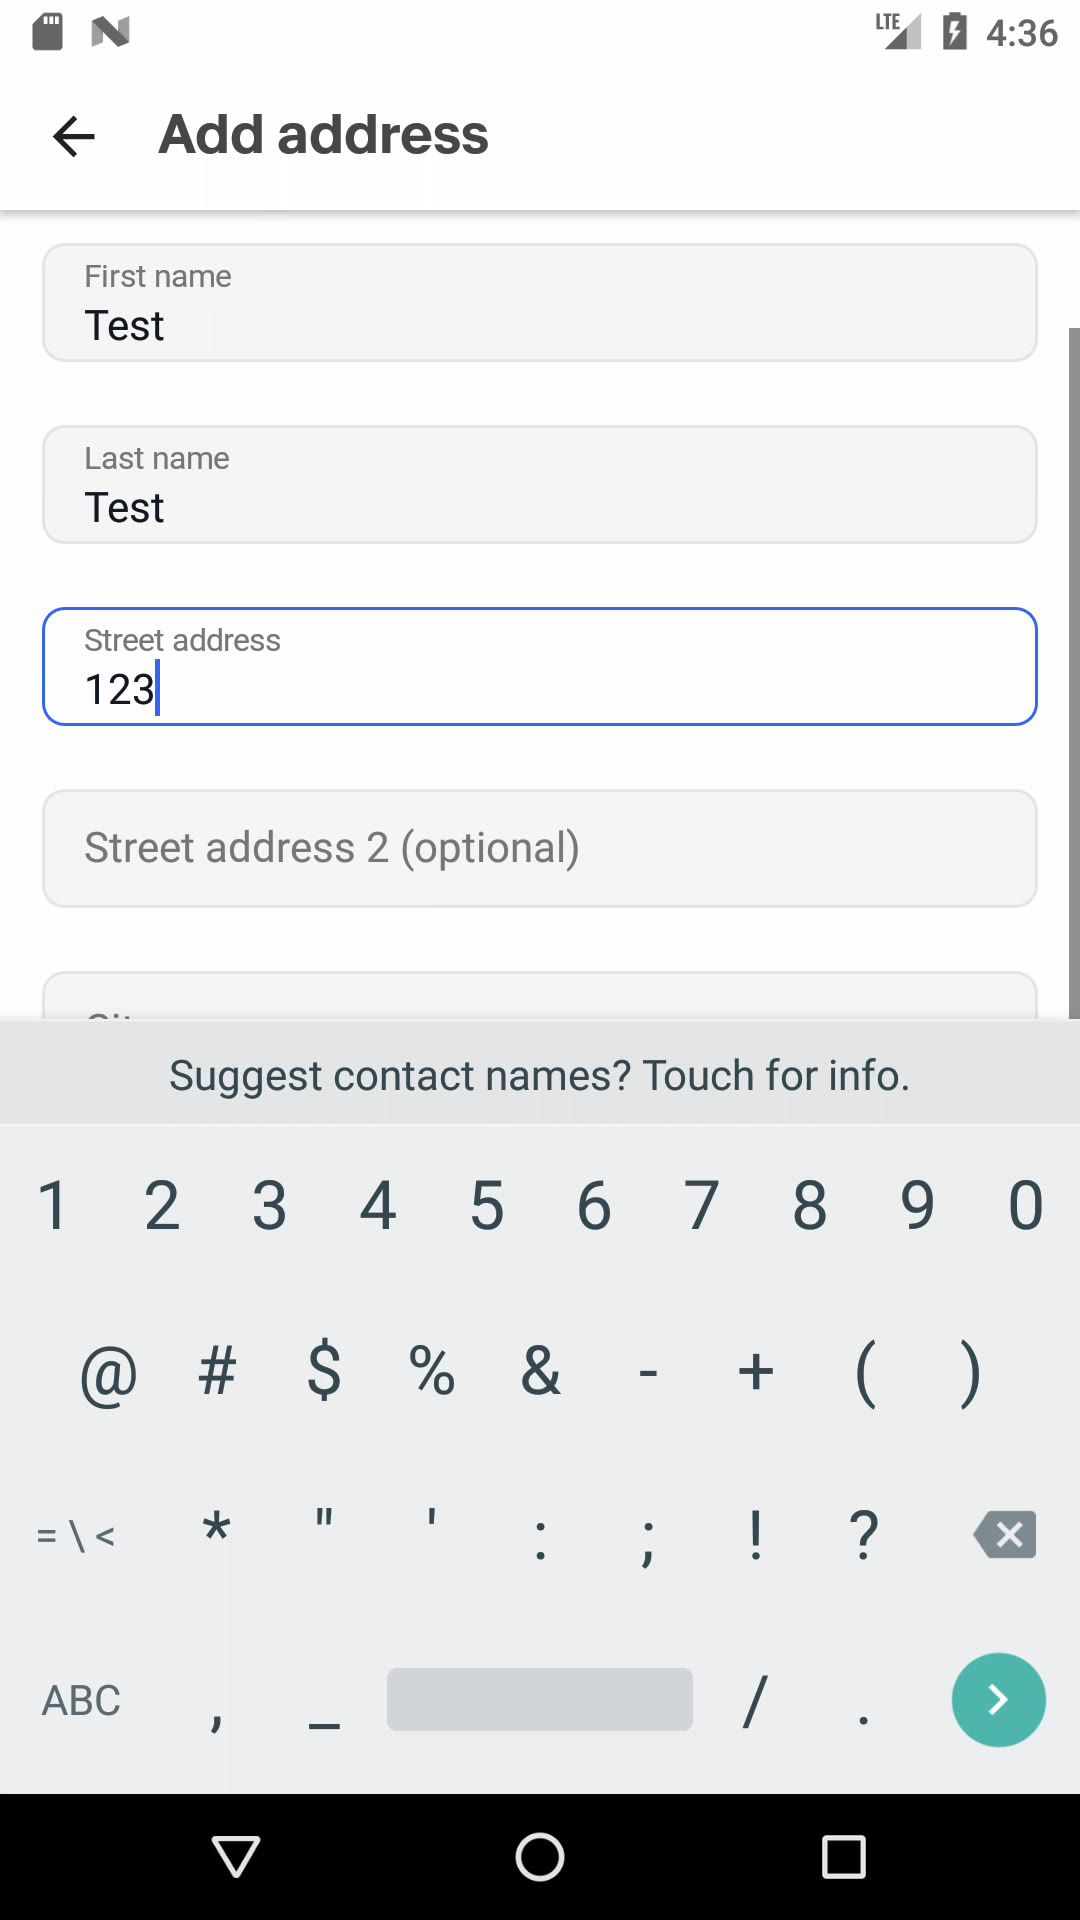 LTE 4:36
Add address
First name
Test
Last name
Test
Street address
123
Street address 2 (optional)
Suggest contact names? Touch for info.
1 2 3 4 5 6 7 8 9 0
@ # $ % & - + ( )
= \ < * " ' : ; ! ?
ABC , _ / .